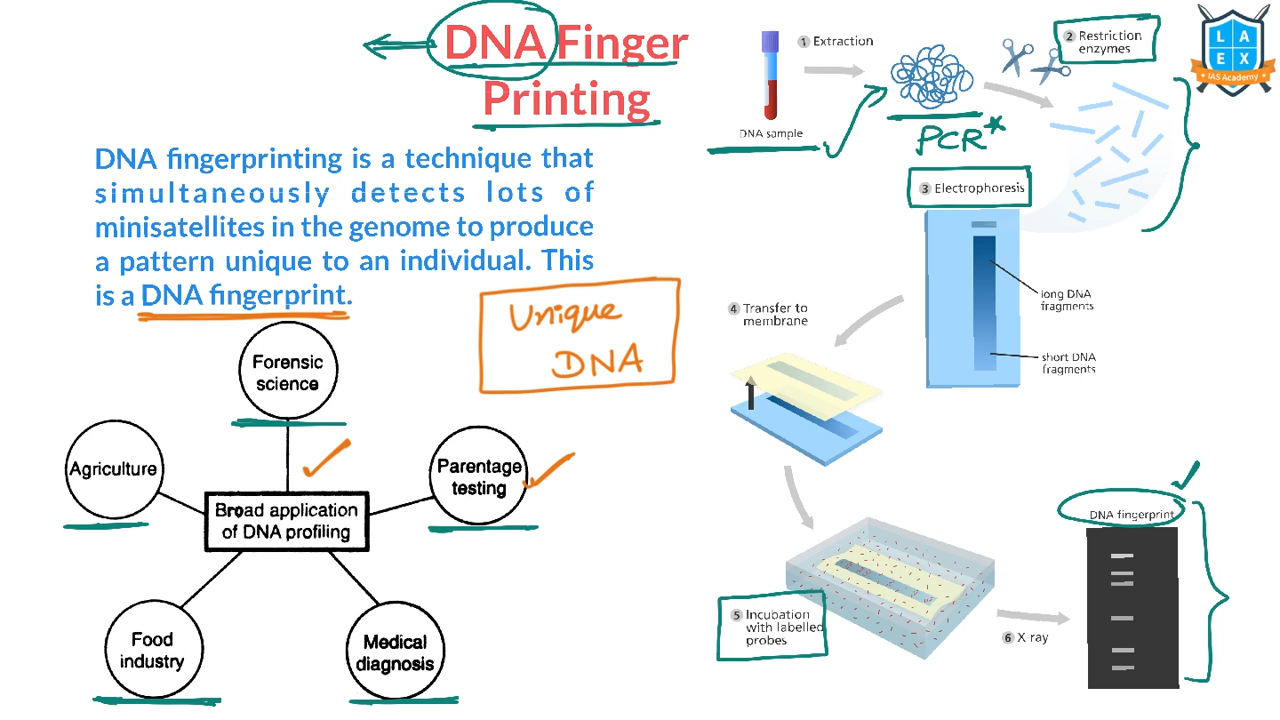 DNA Finger
Printing
DNA fingerprinting is a technique that
simultaneously detects lots of
minisatellites in the genome to produce
a pattern unique to an individual. This
is a DNA fingerprint.
Unique
DNA
Forensic
science
Agriculture
Parentage
testing
Broad application
of DNA profiling
Food
industry
Medical
diagnosis
1 Extraction
DNA sample
PCR*
2 Restriction
enzymes
3 Electrophoresis
long DNA
fragments
short DNA
fragments
4 Transfer to
membrane
5 Incubation
with labelled
probes
6 X ray
DNA fingerprint
L A
E X
IAS Academy